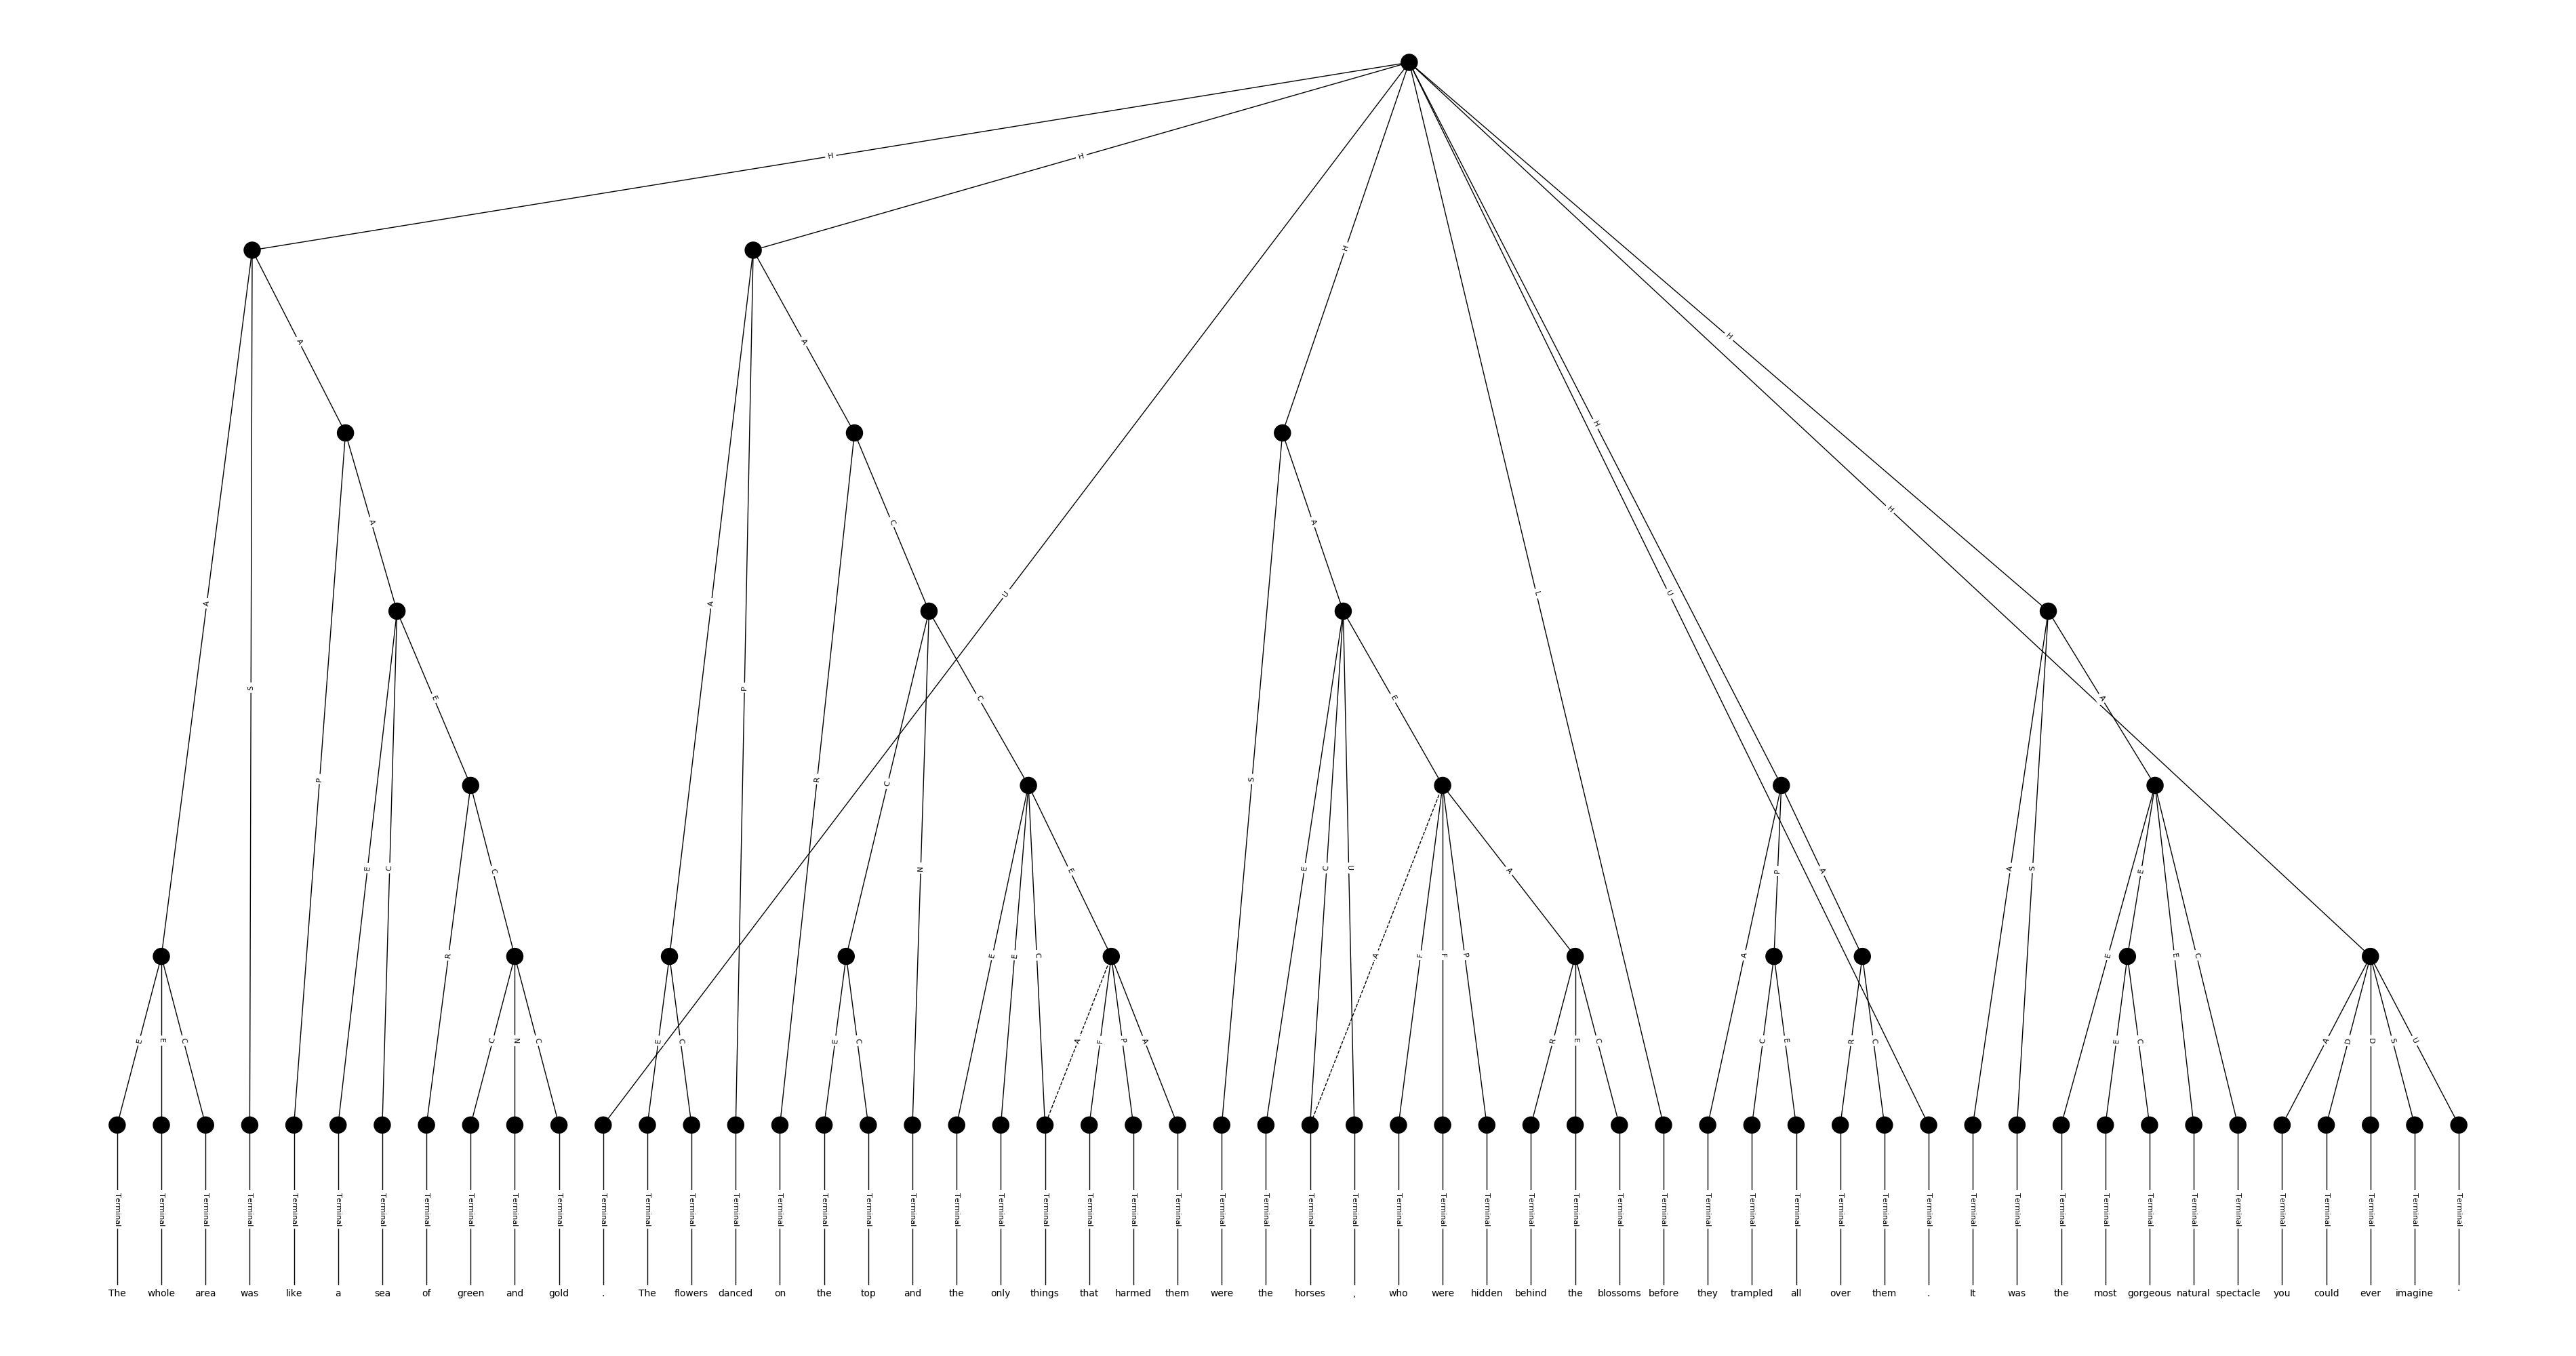 H H
H
H
A A
A
H
U L U H
A C A
A A
S P E C E A
P R C S
E C N E C U P A A S
E A
A R E E C A F F P E E C
E E C C N C E C E C A F P A R E C C E R C E C A D D S U
Terminal Terminal Terminal Terminal Terminal Terminal Terminal Terminal Terminal Terminal Terminal Terminal Terminal Terminal Terminal Terminal Terminal Terminal Terminal Terminal Terminal Terminal Terminal Terminal Terminal Terminal Terminal Terminal Terminal Terminal Terminal Terminal Terminal Terminal Terminal Terminal Terminal Terminal Terminal Terminal Terminal Terminal Terminal Terminal Terminal Terminal Terminal Terminal Terminal Terminal Terminal Terminal Terminal Terminal
The whole area was like a sea of green and gold . The flowers danced on the top and the only things that harmed them were the horses , who were hidden behind the blossoms before they trampled all over them . It was the most gorgeous natural spectacle you could ever imagine .